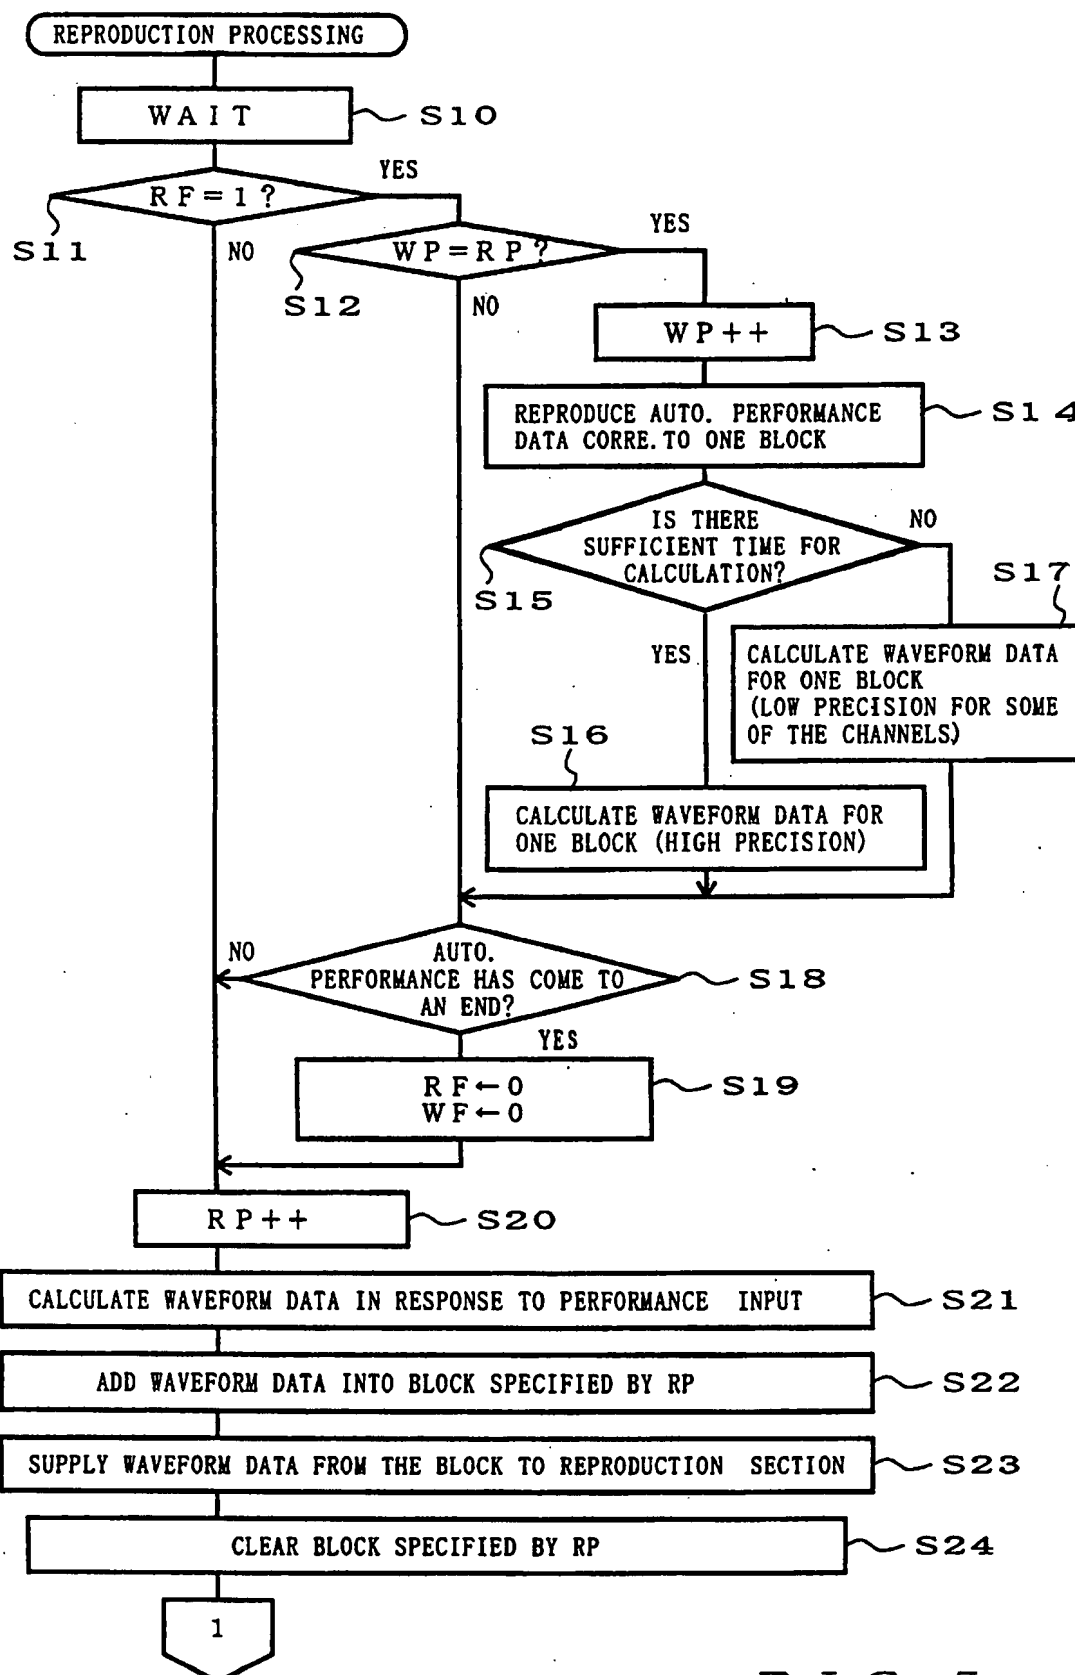 REPRODUCTION PROCESSING
WAIT
S10
RF=1?
YES
S11
NO
WP=RP?
YES
S12
NO
WP++
S13
REPRODUCE AUTO. PERFORMANCE
DATA CORRE. TO ONE BLOCK
S14
IS THERE
SUFFICIENT TIME FOR
CALCULATION?
NO
S15
S17
YES
CALCULATE WAVEFORM DATA
FOR ONE BLOCK
(LOW PRECISION FOR SOME
OF THE CHANNELS)
S16
CALCULATE WAVEFORM DATA FOR
ONE BLOCK (HIGH PRECISION)
NO
AUTO.
PERFORMANCE HAS COME TO
AN END?
S18
YES
RF←0
WF←0
S19
RP++
S20
CALCULATE WAVEFORM DATA IN RESPONSE TO PERFORMANCE INPUT
S21
ADD WAVEFORM DATA INTO BLOCK SPECIFIED BY RP
S22
SUPPLY WAVEFORM DATA FROM THE BLOCK TO REPRODUCTION SECTION
S23
CLEAR BLOCK SPECIFIED BY RP
S24
1